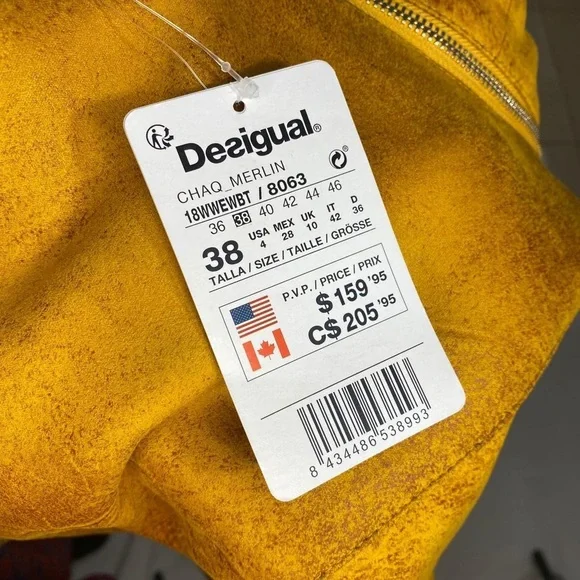 Desigual®
CHAQ_MERLIN
18WWEWBT / 8063
36 38 40 42 44 46
38 USA MEX UK IT D
4 28 10 42 36
TALLA / SIZE / TAILLE / GRÖSSE
P.V.P. / PRICE / PRIX
$ 159 '95
C$ 205 '95
8 434486 538993